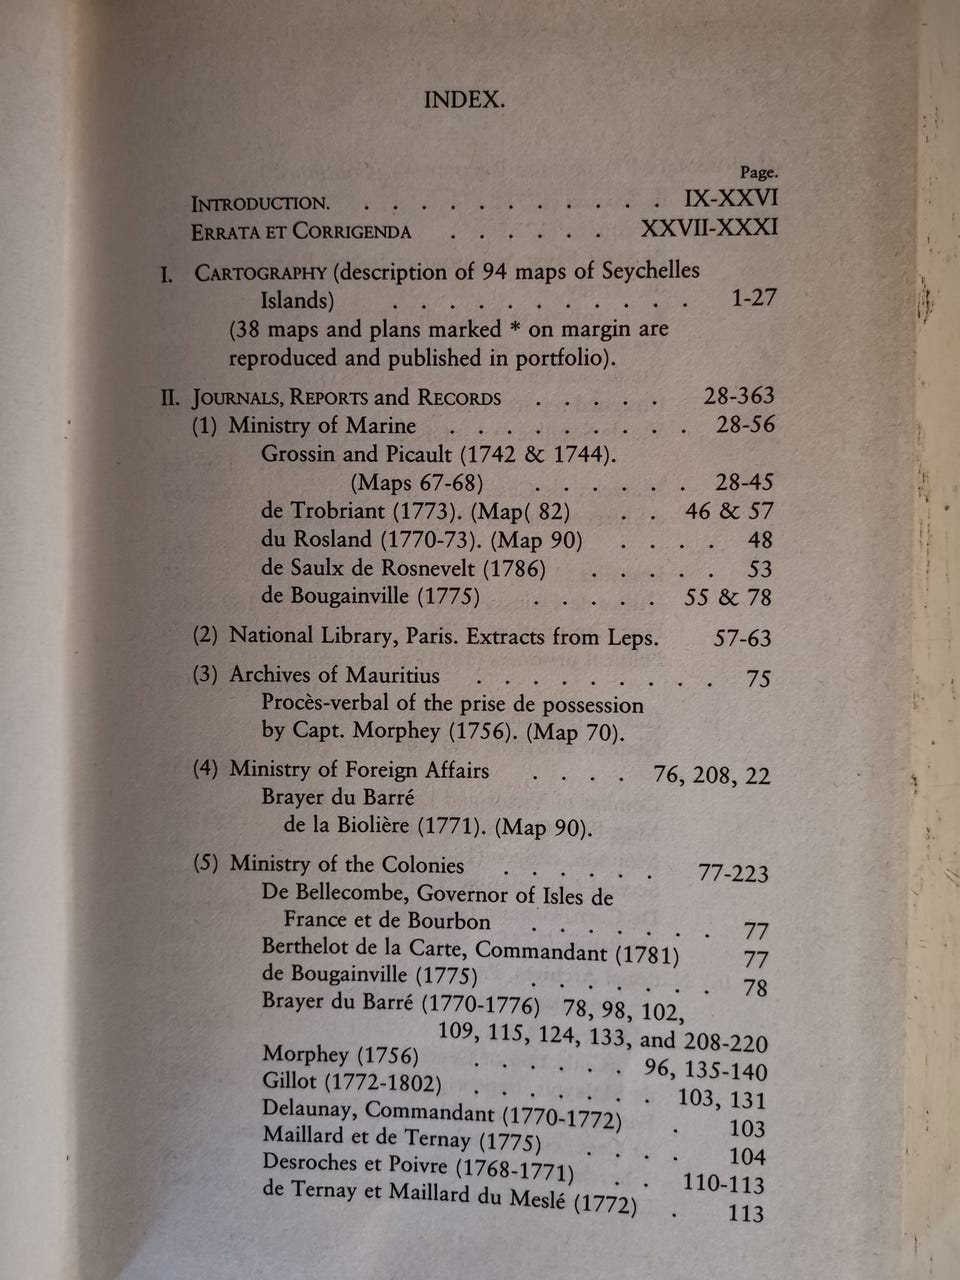 INDEX.
Page.
INTRODUCTION. . . . . . . . . . . . IX-XXVI
ERRATA ET CORRIGENDA . . . . . . XXVII-XXXI
I. CARTOGRAPHY (description of 94 maps of Seychelles
Islands) . . . . . . . . . . . 1-27
(38 maps and plans marked * on margin are
reproduced and published in portfolio).
II. JOURNALS, REPORTS and RECORDS . . . . . 28-363
(1) Ministry of Marine . . . . . . . . . 28-56
Grossin and Picault (1742 & 1744).
(Maps 67-68) . . . . . . 28-45
de Trobriant (1773). (Map( 82) . . 46 & 57
du Rosland (1770-73). (Map 90) . . . . 48
de Saulx de Rosnevelt (1786) . . . . . 53
de Bougainville (1775) . . . . . 55 & 78
(2) National Library, Paris. Extracts from Leps. 57-63
(3) Archives of Mauritius . . . . . . . . . 75
Procès-verbal of the prise de possession
by Capt. Morphey (1756). (Map 70).
(4) Ministry of Foreign Affairs . . . . 76, 208, 22
Brayer du Barré
de la Biolière (1771). (Map 90).
(5) Ministry of the Colonies . . . . . . 77-223
De Bellecombe, Governor of Isles de
France et de Bourbon . . . . . . . 77
Berthelot de la Carte, Commandant (1781) 77
de Bougainville (1775) . . . . . . . 78
Brayer du Barré (1770-1776) 78, 98, 102,
109, 115, 124, 133, and 208-220
Morphey (1756) . . . . . . 96, 135-140
Gillot (1772-1802) . . . . . . . 103, 131
Delaunay, Commandant (1770-1772) . 103
Maillard et de Ternay (1775) . . . . 104
Desroches et Poivre (1768-1771) . . 110-113
de Ternay et Maillard du Meslé (1772) . 113